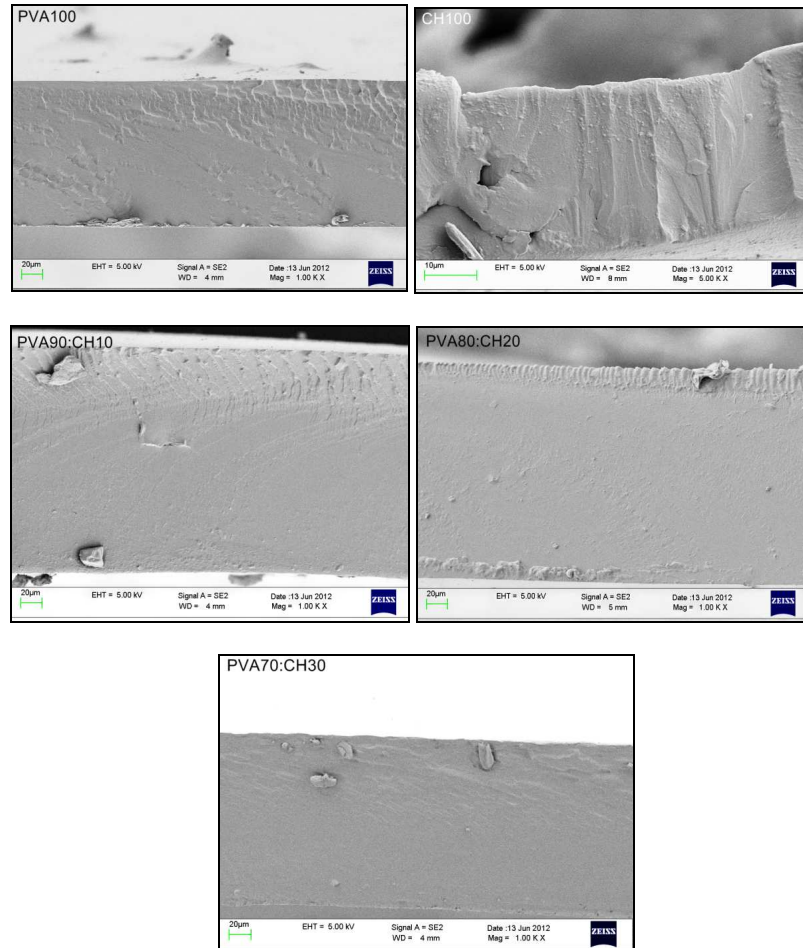 PVA100
20µm
EHT = 5.00 kV
Signal A = SE2
WD = 4 mm
Date :13 Jun 2012
Mag = 1.00 K X
ZEISS
CH100
10µm
EHT = 5.00 kV
Signal A = SE2
WD = 8 mm
Date :13 Jun 2012
Mag = 5.00 K X
ZEISS
PVA90:CH10
20µm
EHT = 5.00 kV
Signal A = SE2
WD = 4 mm
Date :13 Jun 2012
Mag = 1.00 K X
ZEISS
PVA80:CH20
20µm
EHT = 5.00 kV
Signal A = SE2
WD = 5 mm
Date :13 Jun 2012
Mag = 1.00 K X
ZEISS
PVA70:CH30
20µm
EHT = 5.00 kV
Signal A = SE2
WD = 4 mm
Date :13 Jun 2012
Mag = 1.00 K X
ZEISS